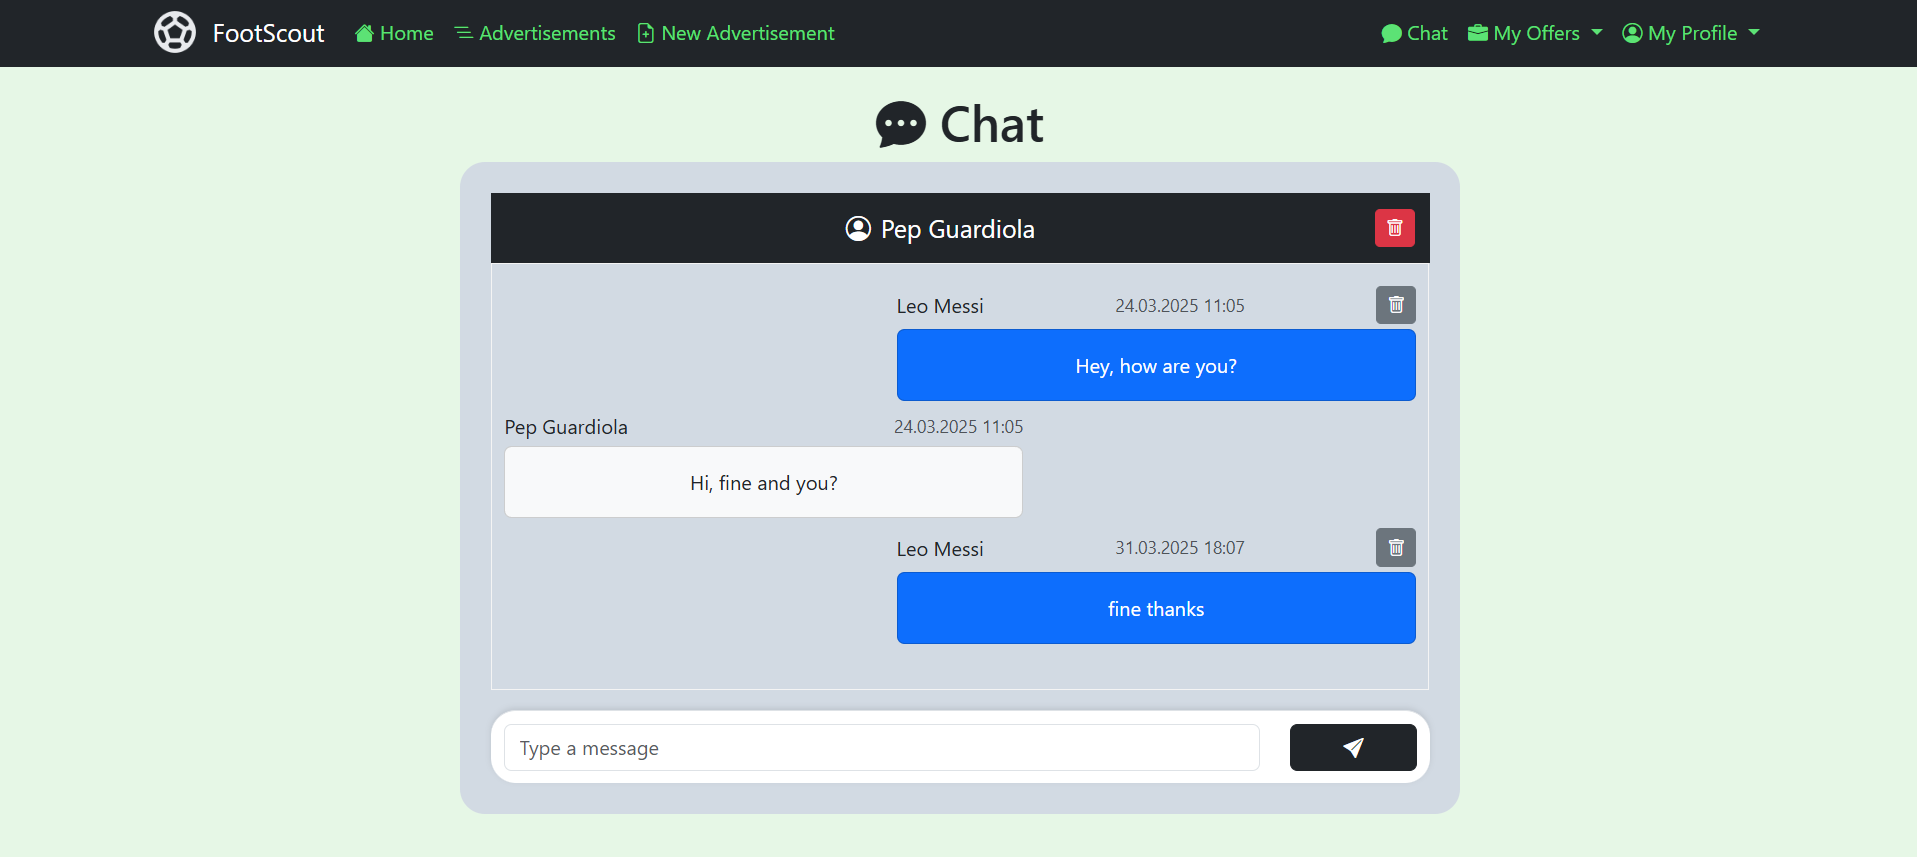 FootScout Home Advertisements New Advertisement Chat My Offers My Profile
Chat
Pep Guardiola
Leo Messi 24.03.2025 11:05
Hey, how are you?
Pep Guardiola 24.03.2025 11:05
Hi, fine and you?
Leo Messi 31.03.2025 18:07
fine thanks
Type a message